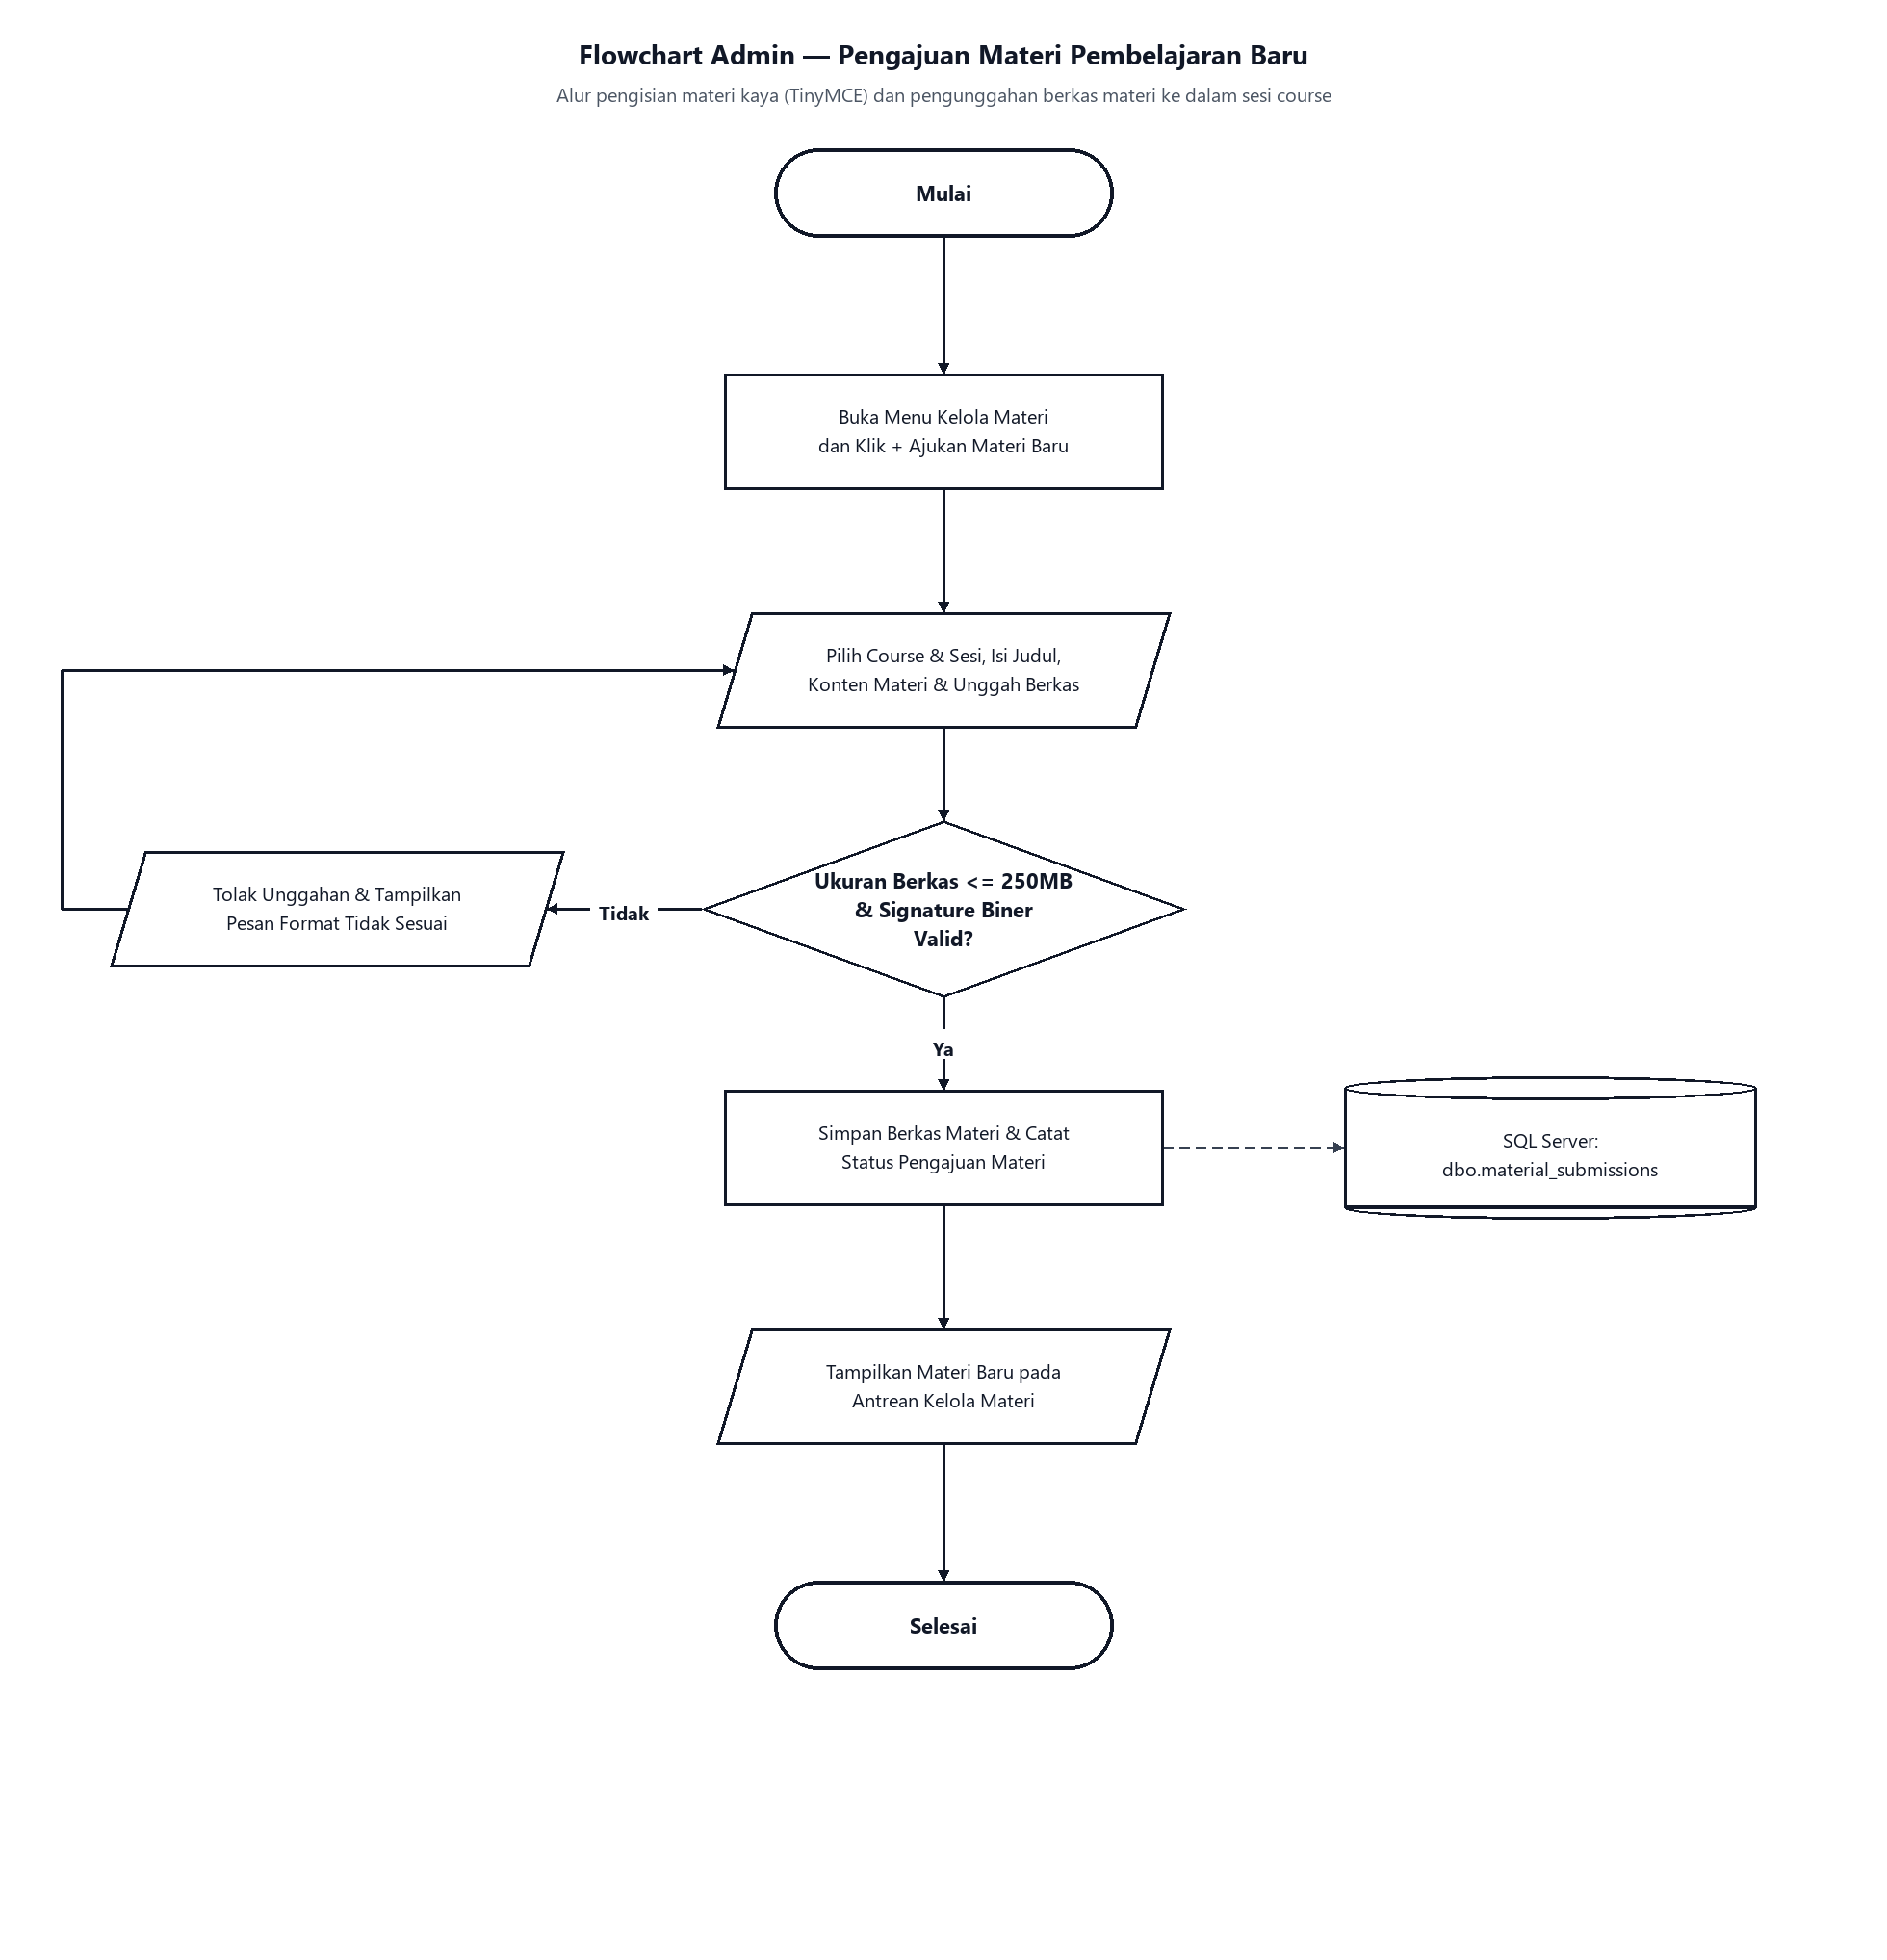 Flowchart Admin — Pengajuan Materi Pembelajaran Baru
Alur pengisian materi kaya (TinyMCE) dan pengunggahan berkas materi ke dalam sesi course
Mulai
Buka Menu Kelola Materi
dan Klik + Ajukan Materi Baru
Pilih Course & Sesi, Isi Judul,
Konten Materi & Unggah Berkas
Ukuran Berkas <= 250MB
& Signature Biner
Valid?
Tidak
Tolak Unggahan & Tampilkan
Pesan Format Tidak Sesuai
Ya
Simpan Berkas Materi & Catat
Status Pengajuan Materi
SQL Server:
dbo.material_submissions
Tampilkan Materi Baru pada
Antrean Kelola Materi
Selesai